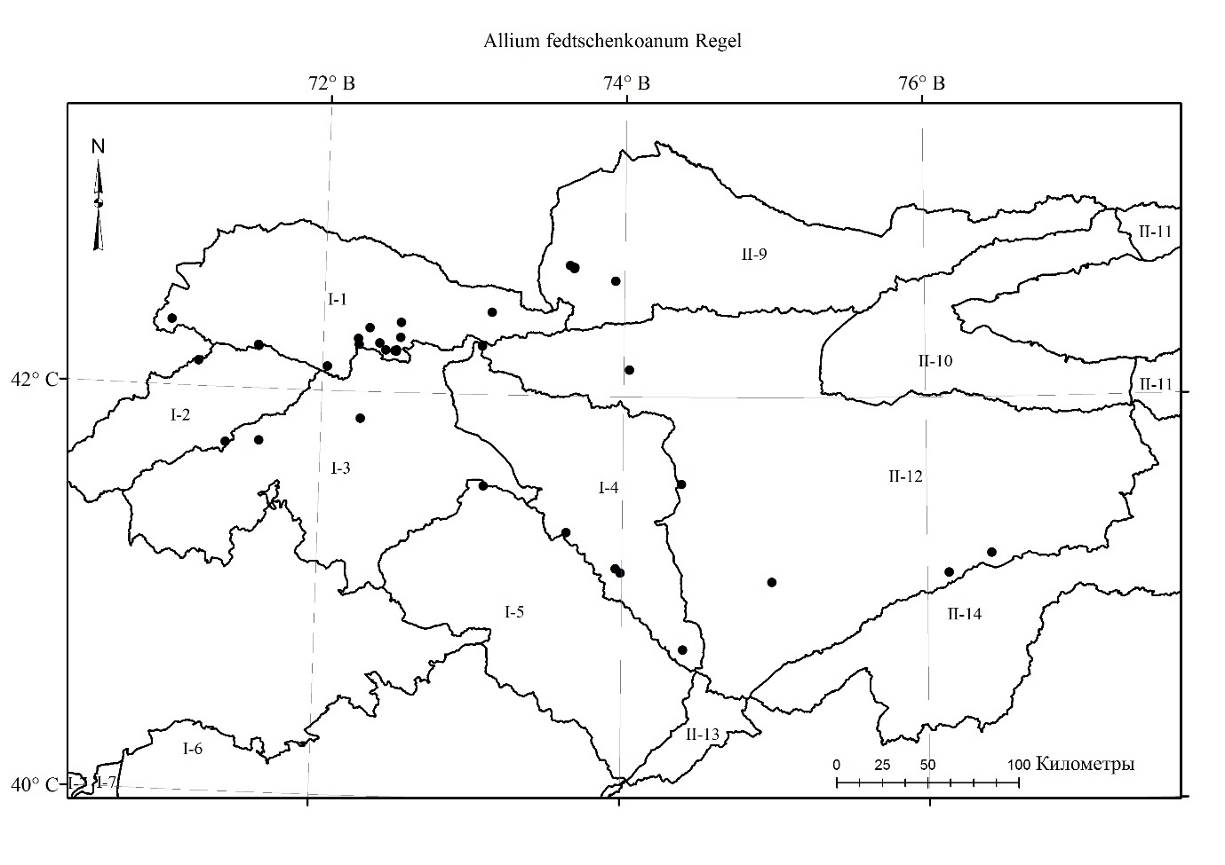 Allium fedtschenkoanum Regel
72° В 74° В 76° В
N
II-11
II-9
I-1
II-10
42° С
II-11
I-2
I-3
II-12
I-4
I-5
II-14
II-13
I-6
0 25 50 100 Километры
40° С
I-7